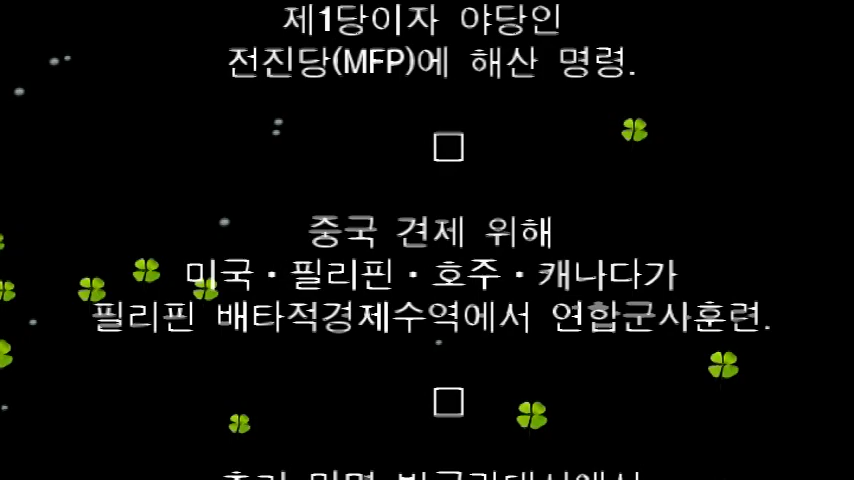 제1당이자 야당인
전진당(MFP)에 해산 명령.
중국 견제 위해
미국·필리핀·호주·캐나다가
필리핀 배타적경제수역에서 연합군사훈련.